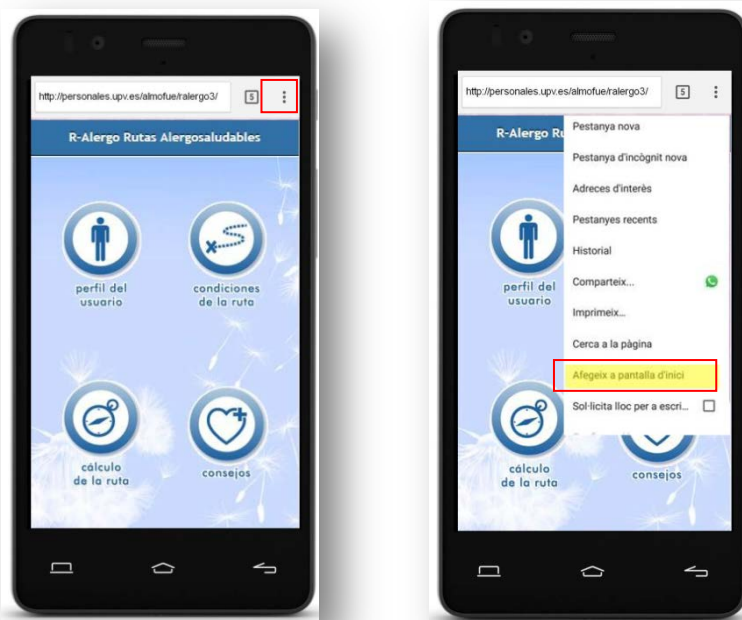 http://personales.upv.es/almofue/ralergo3/
5
R-Alergo Rutas Alergosaludables
perfil del
usuario
condiciones
de la ruta
cálculo
de la ruta
consejos
http://personales.upv.es/almofue/ralergo3/
5
R-Alergo Ru
Pestanya nova
Pestanya d'incògnit nova
Adreces d'interès
Pestanyes recents
Historial
Comparteix...
Imprimeix...
Cerca a la pàgina
Afegeix a pantalla d'inici
Sol·licita lloc per a escri...
perfil del
usuario
cálculo
de la ruta
consejos